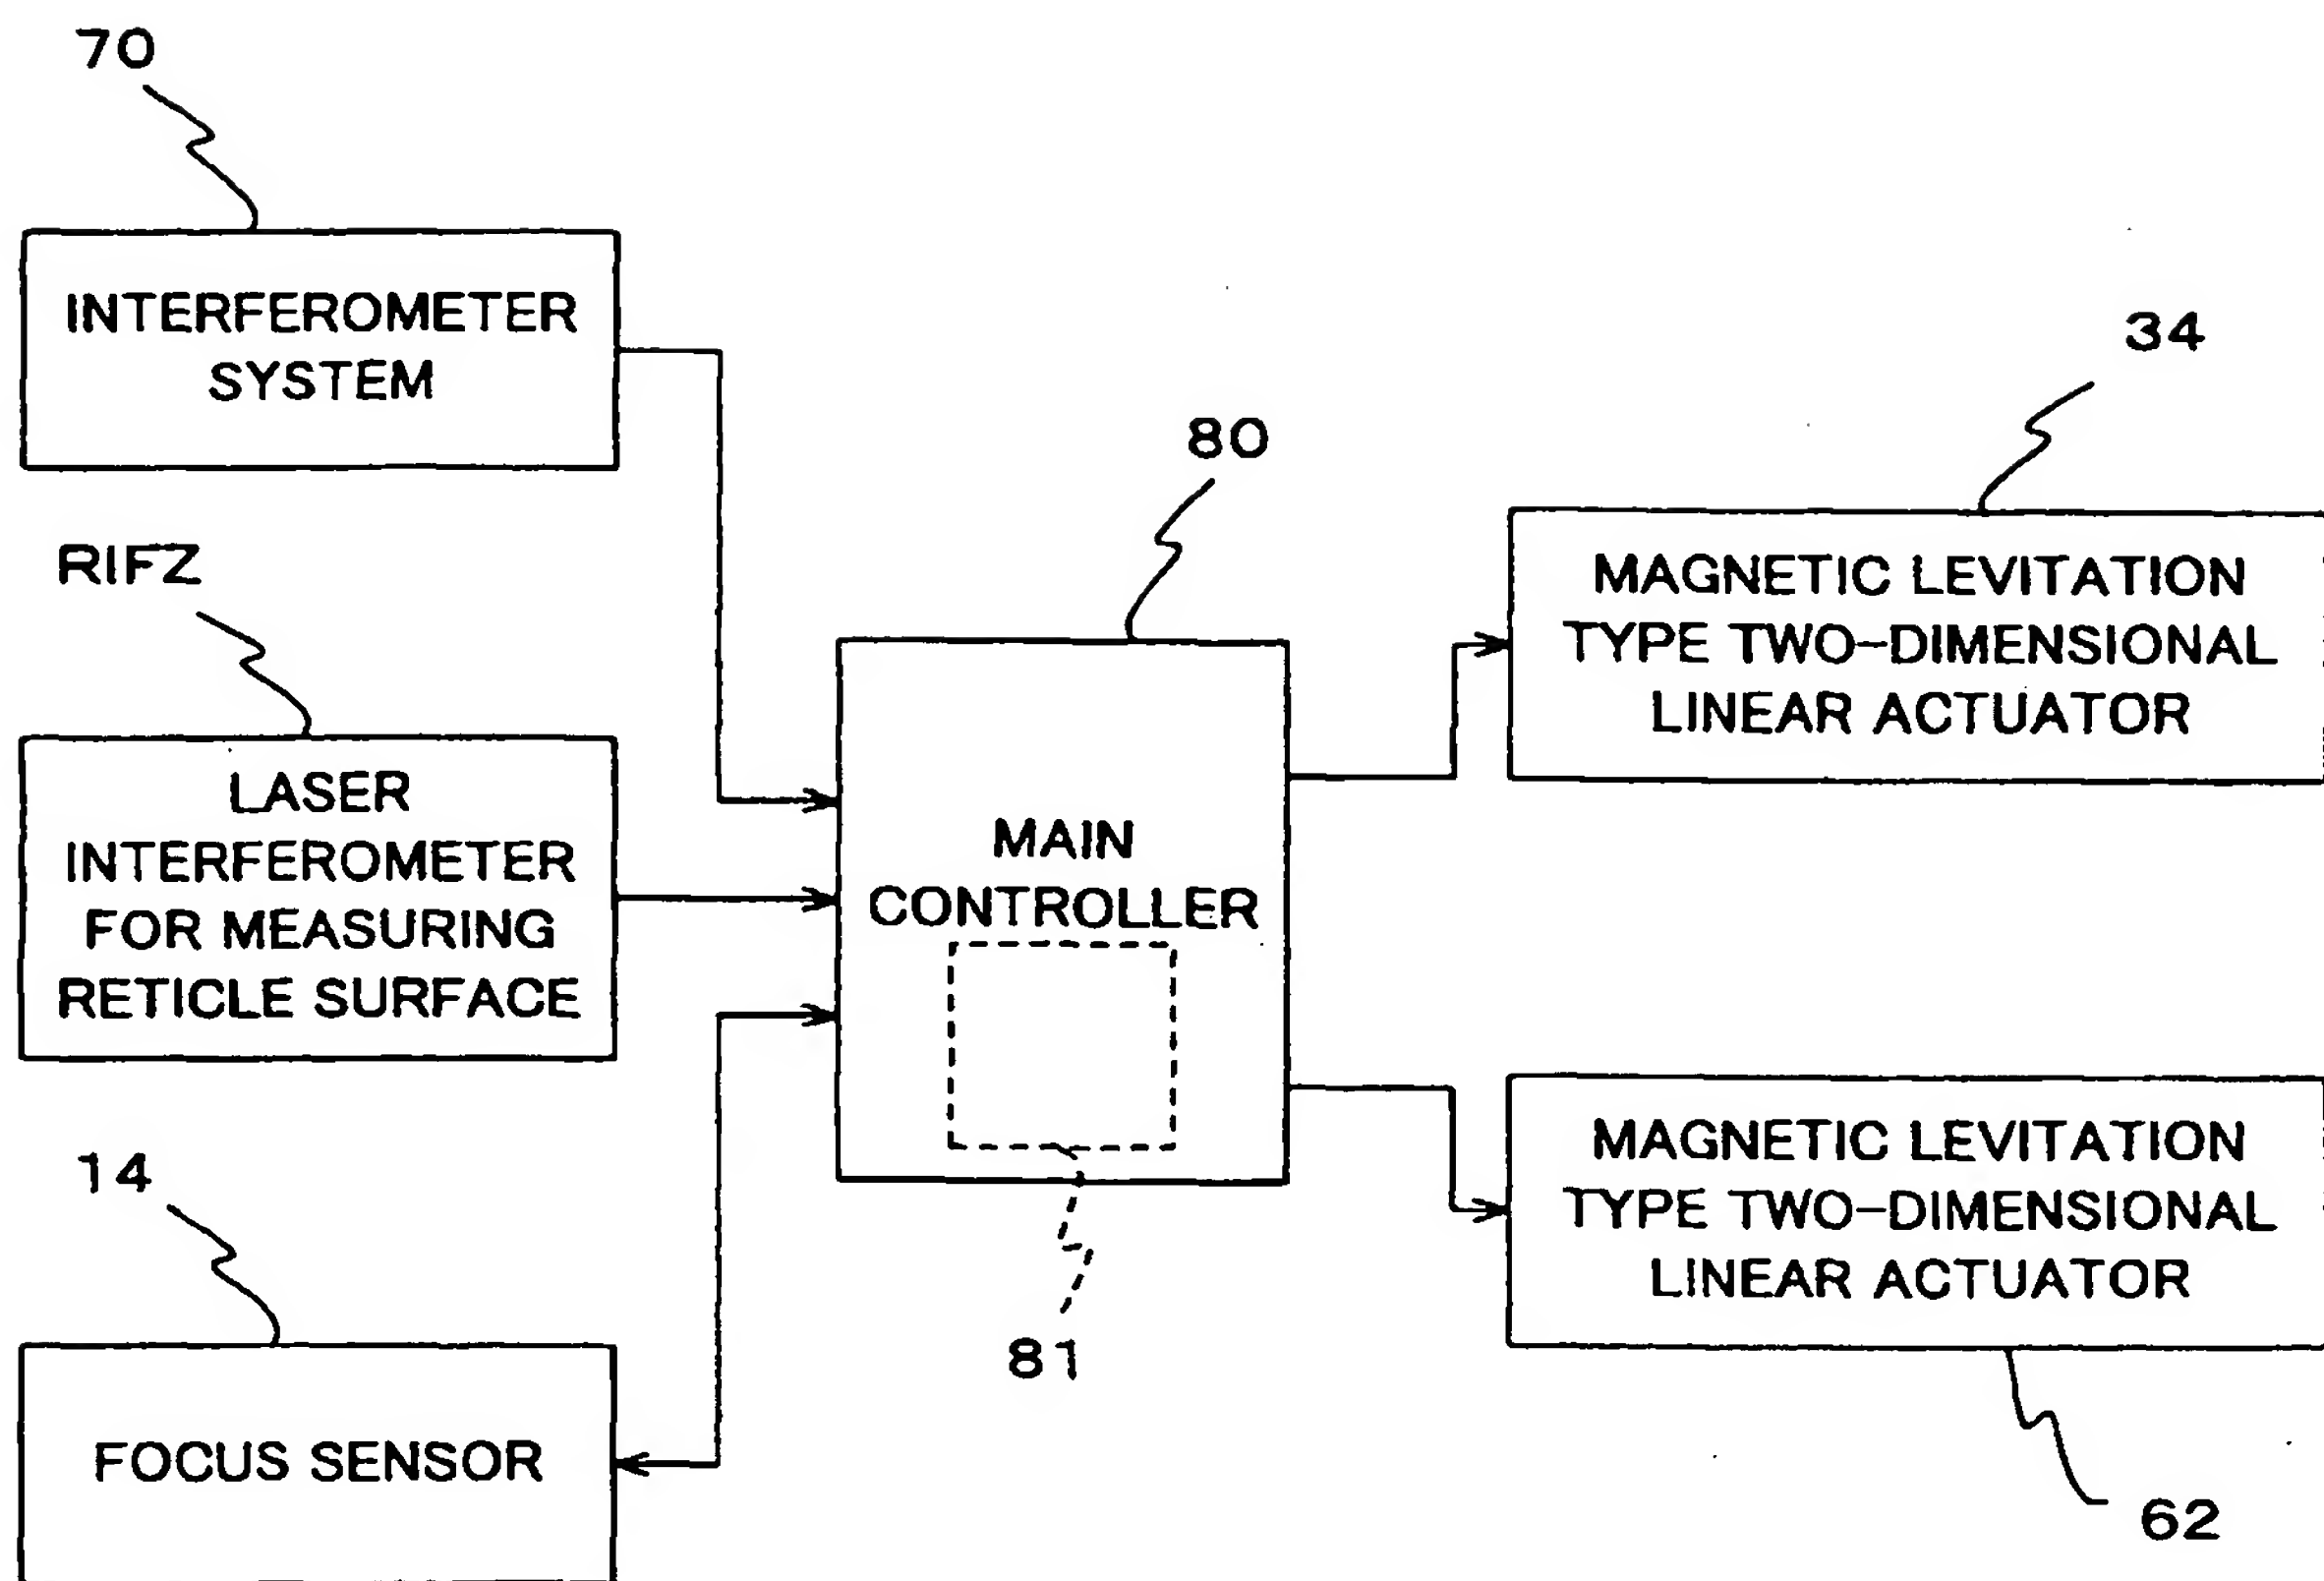 70
INTERFEROMETER
SYSTEM
RIFZ
LASER
INTERFEROMETER
FOR MEASURING
RETICLE SURFACE
14
FOCUS SENSOR
80
MAIN
CONTROLLER
81
34
MAGNETIC LEVITATION
TYPE TWO-DIMENSIONAL
LINEAR ACTUATOR
MAGNETIC LEVITATION
TYPE TWO-DIMENSIONAL
LINEAR ACTUATOR
62